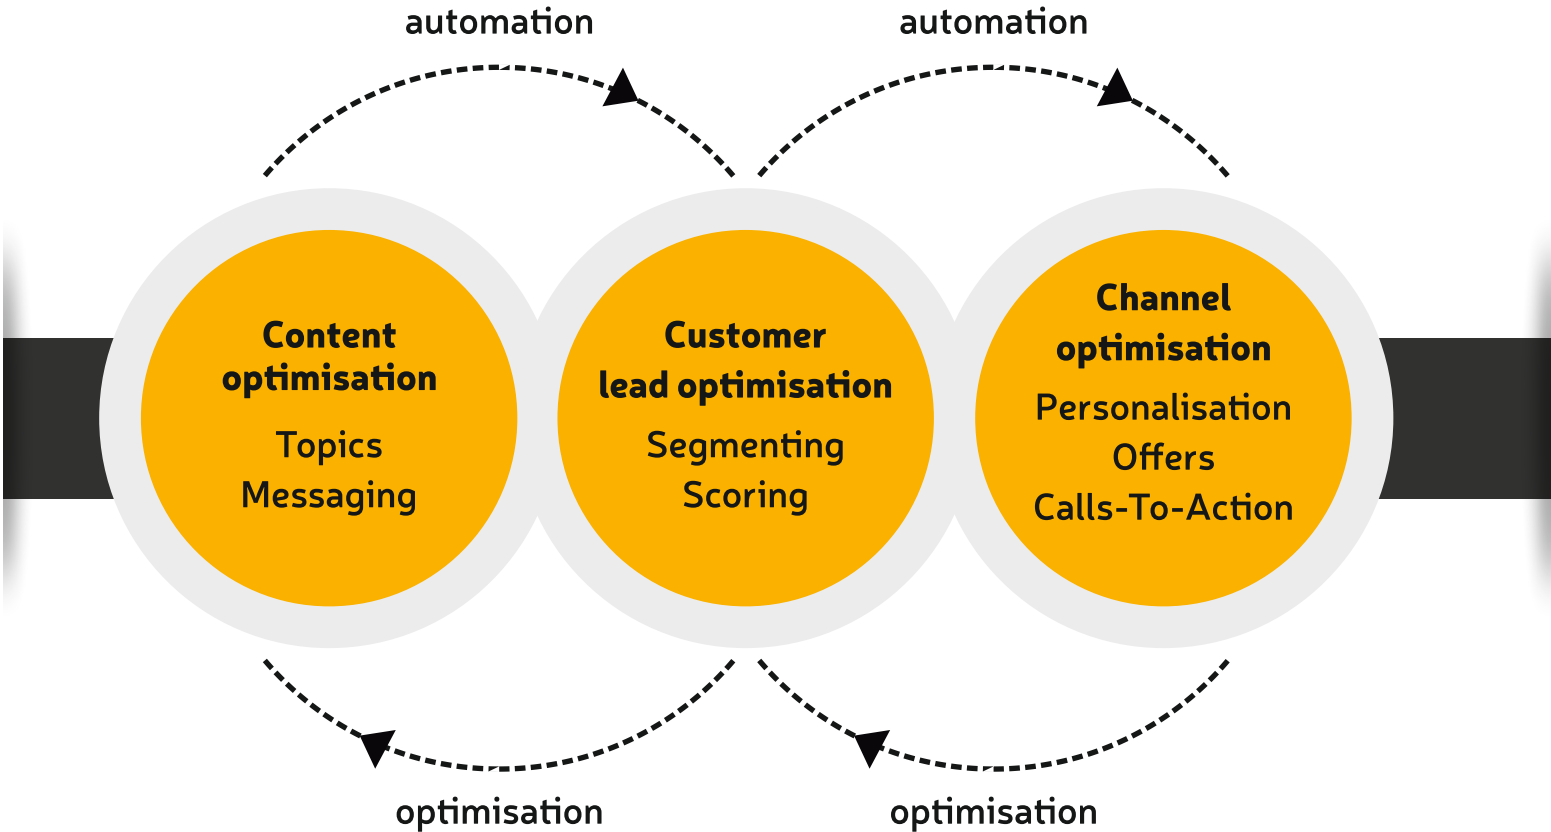 automation
automation
Content
optimisation
Topics
Messaging
Customer
lead optimisation
Segmenting
Scoring
Channel
optimisation
Personalisation
Offers
Calls-To-Action
optimisation
optimisation